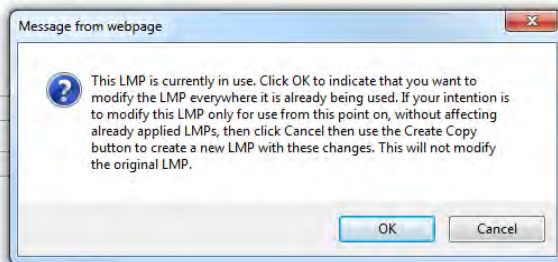 Message from webpage
This LMP is currently in use. Click OK to indicate that you want to
modify the LMP everywhere it is already being used. If your intention is
to modify this LMP only for use from this point on, without affecting
already applied LMPs, then click Cancel then use the Create Copy
button to create a new LMP with these changes. This will not modify
the original LMP.
OK
Cancel